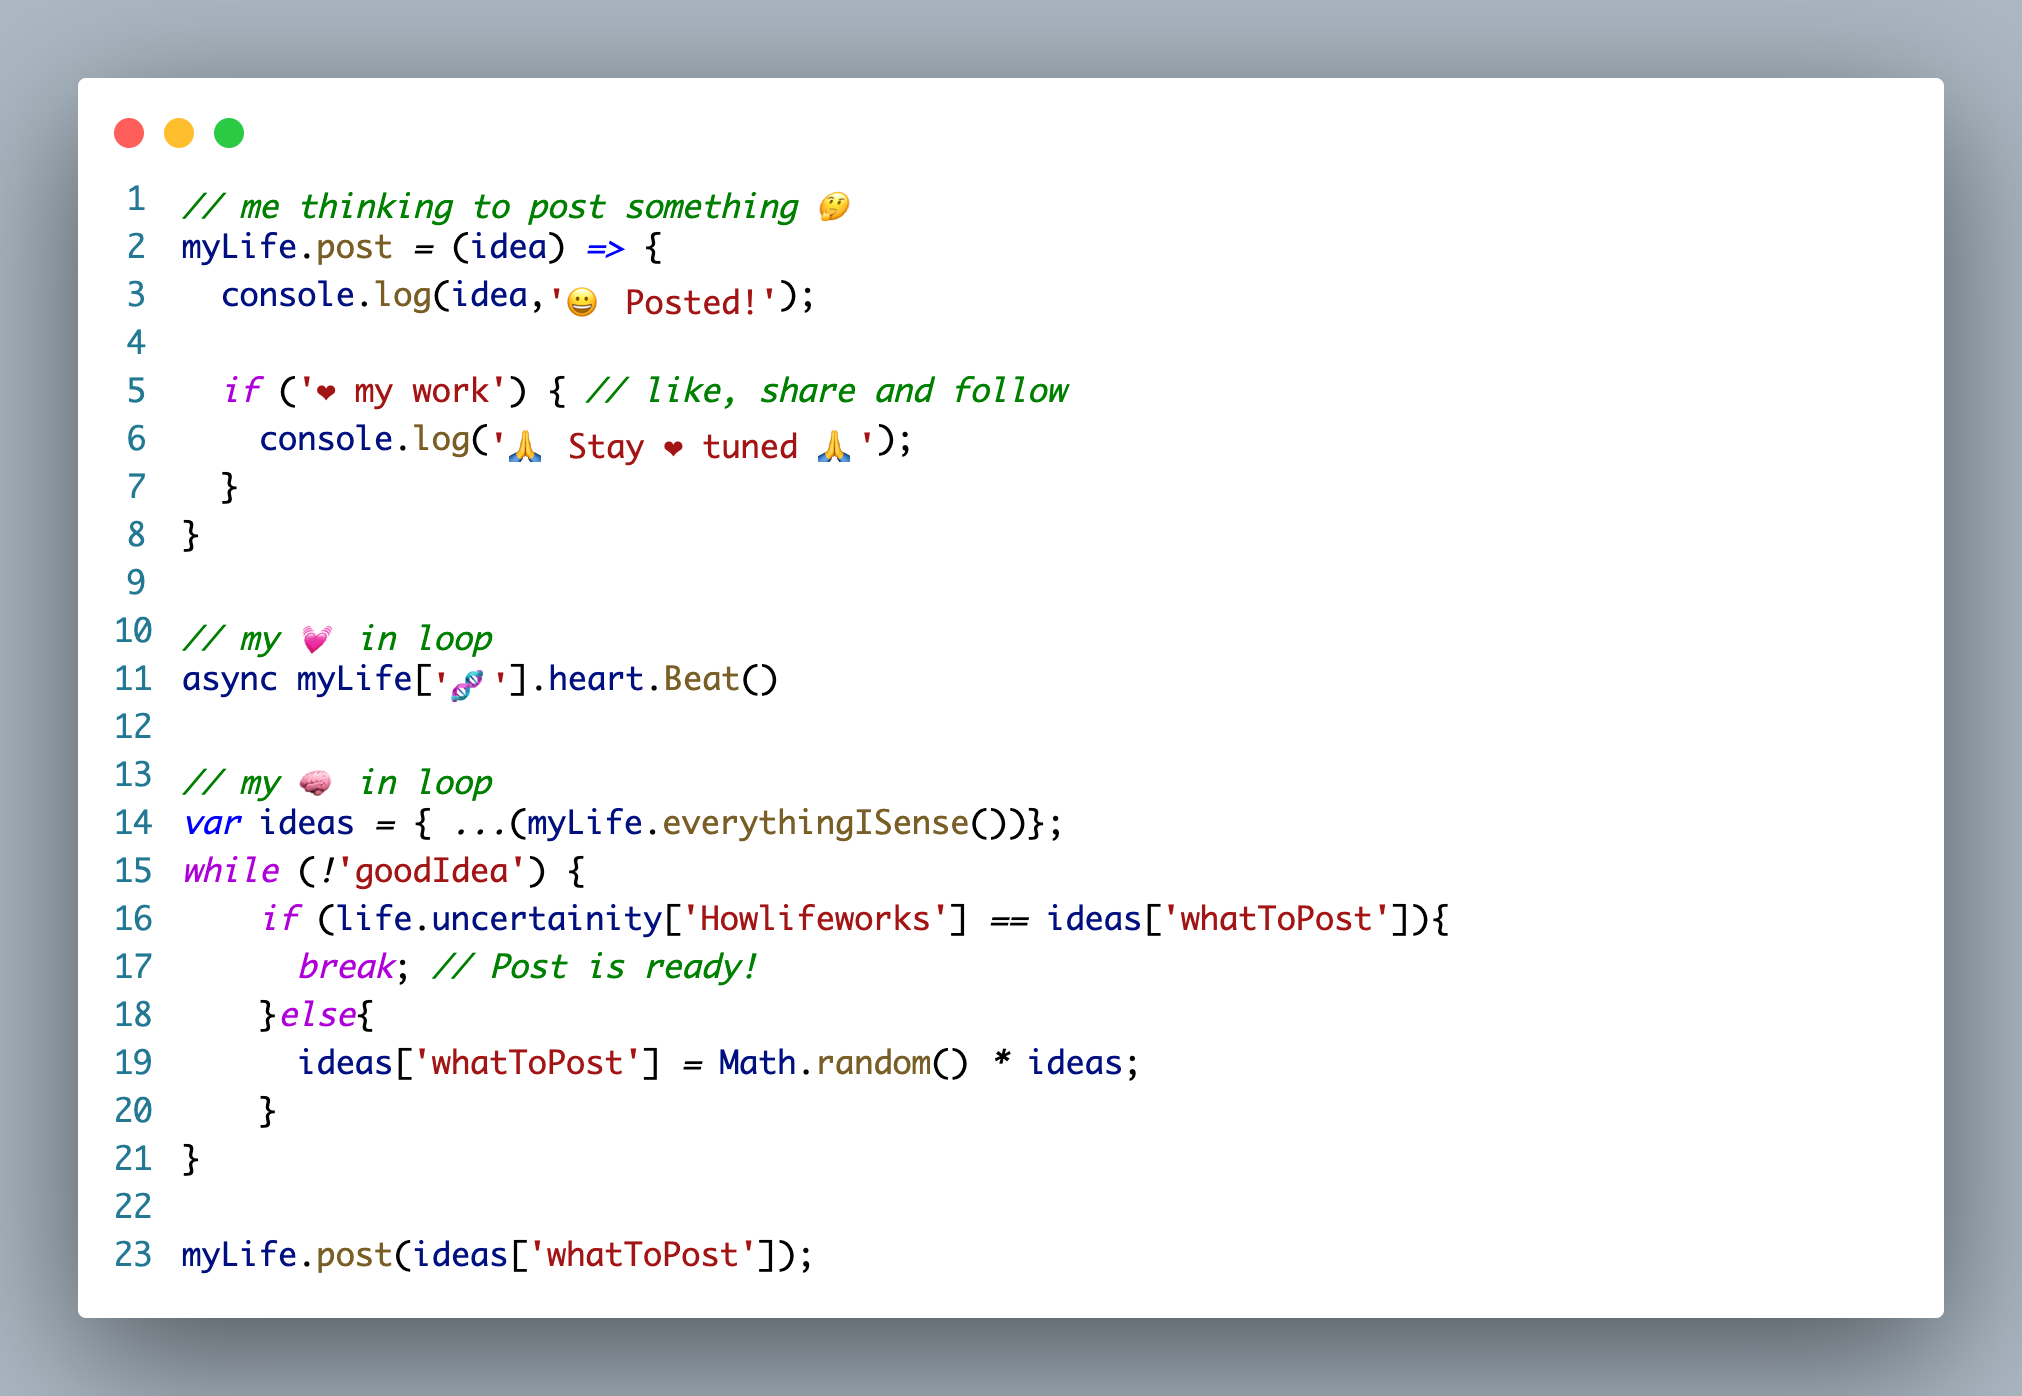 1 // me thinking to post something 🤔
2 myLife.post = (idea) => {
3   console.log(idea,'😀 Posted!');
4
5   if ('❤ my work') { // like, share and follow
6     console.log('🙏 Stay ❤ tuned 🙏');
7   }
8 }
9
10 // my 💓 in loop
11 async myLife['🧬'].heart.Beat()
12
13 // my 🧠 in loop
14 var ideas = { ...(myLife.everythingISense())};
15 while (!'goodIdea') {
16     if (life.uncertainity['Howlifeworks'] == ideas['whatToPost']){
17       break; // Post is ready!
18     }else{
19       ideas['whatToPost'] = Math.random() * ideas;
20     }
21 }
22
23 myLife.post(ideas['whatToPost']);